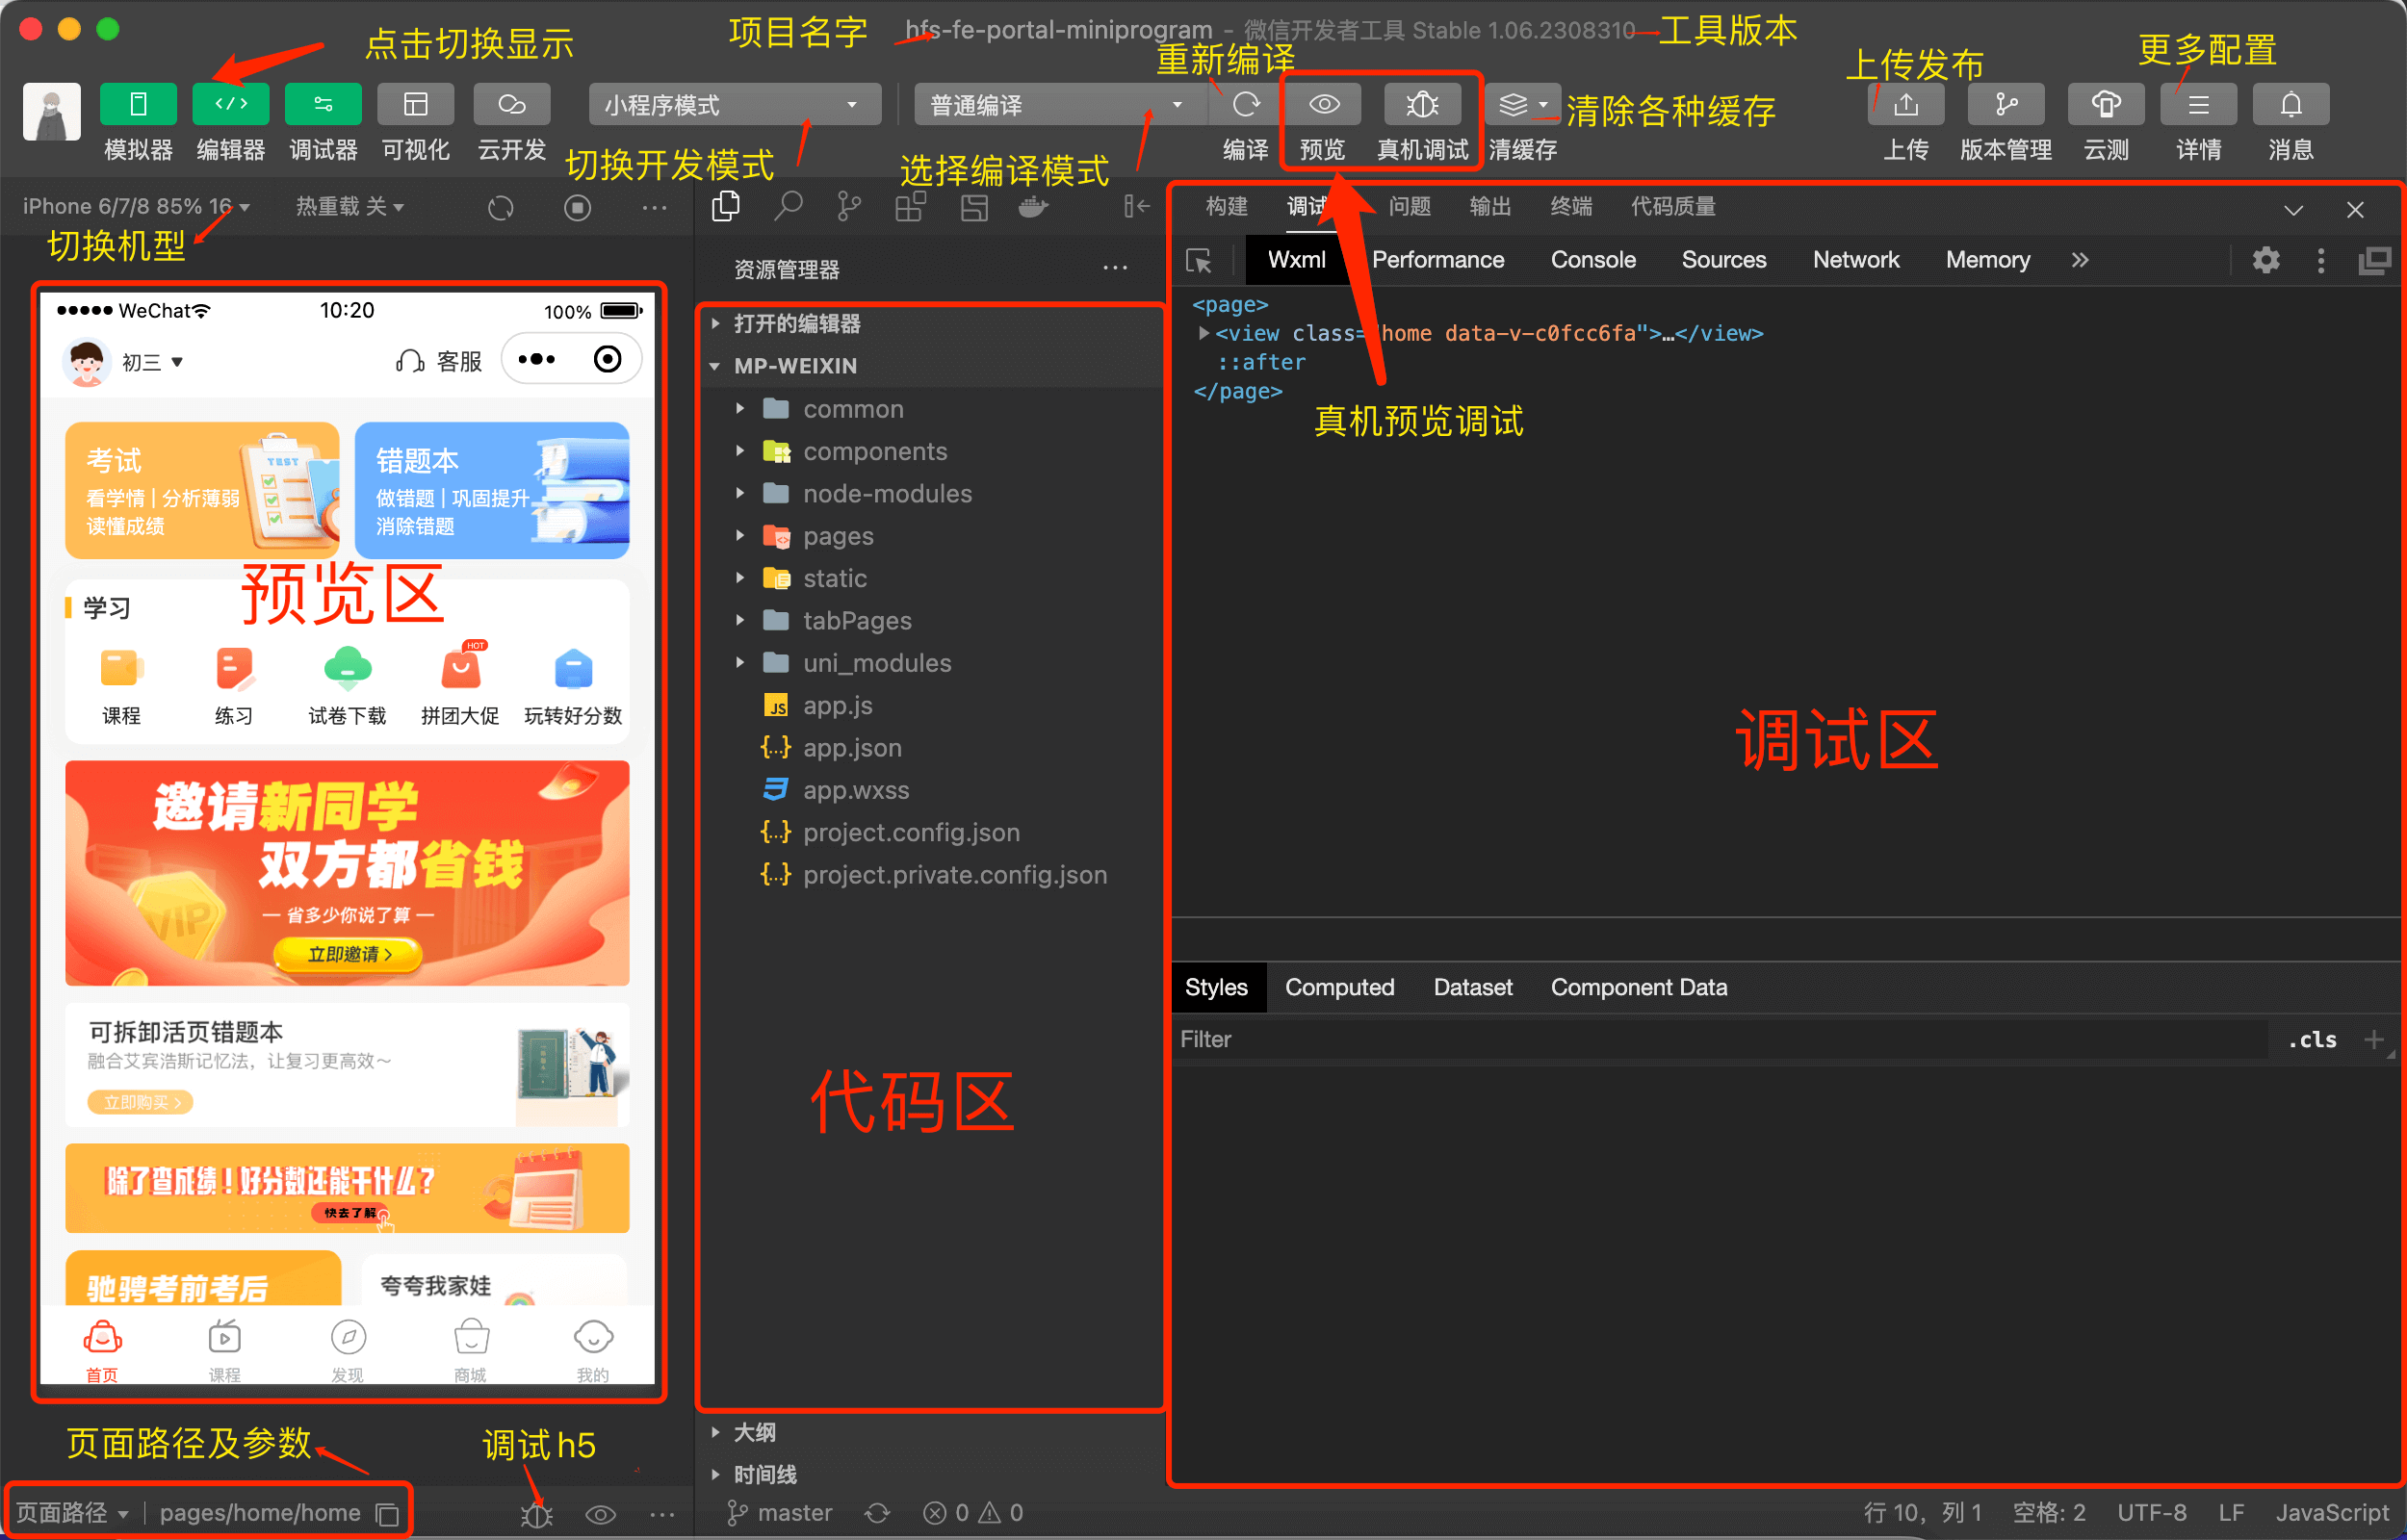 点击切换显示
项目名字
hfs-fe-portal-miniprogram - 微信开发者工具 Stable 1.06.2308310
工具版本
重新编译
上传发布
更多配置
小程序模式
普通编译
清除各种缓存
模拟器 编辑器 调试器 可视化 云开发
切换开发模式
选择编译模式
编译 预览 真机调试 清缓存
上传 版本管理 云测 详情 消息
iPhone 6/7/8 85% 16
热重载 关
切换机型
WeChat
10:20
100%
初三
客服
考试
看学情 | 分析薄弱
读懂成绩
TEST
错题本
做错题 | 巩固提升
消除错题
预览区
学习
HOT
课程 练习 试卷下载 拼团大促 玩转好分数
邀请新同学
双方都省钱
VIP
— 省多少你说了算 —
立即邀请 >
可拆卸活页错题本
融合艾宾浩斯记忆法，让复习更高效～
立即购买 >
除了查成绩！好分数还能干什么？
快去了解
驰骋考前考后
夸夸我家娃
首页 课程 发现 商城 我的
页面路径及参数
调试 h5
页面路径 | pages/home/home
资源管理器
打开的编辑器
MP-WEIXIN
common
components
node-modules
pages
static
tabPages
uni_modules
JS app.js
{...} app.json
app.wxss
{...} project.config.json
{...} project.private.config.json
代码区
大纲
时间线
master
0 0
构建 调试 问题 输出 终端 代码质量
Wxml Performance Console Sources Network Memory »
<page>
<view class="home data-v-c0fcc6fa">…</view>
::after
</page>
真机预览调试
调试区
Styles Computed Dataset Component Data
Filter
.cls
行 10，列 1 空格: 2 UTF-8 LF JavaScript